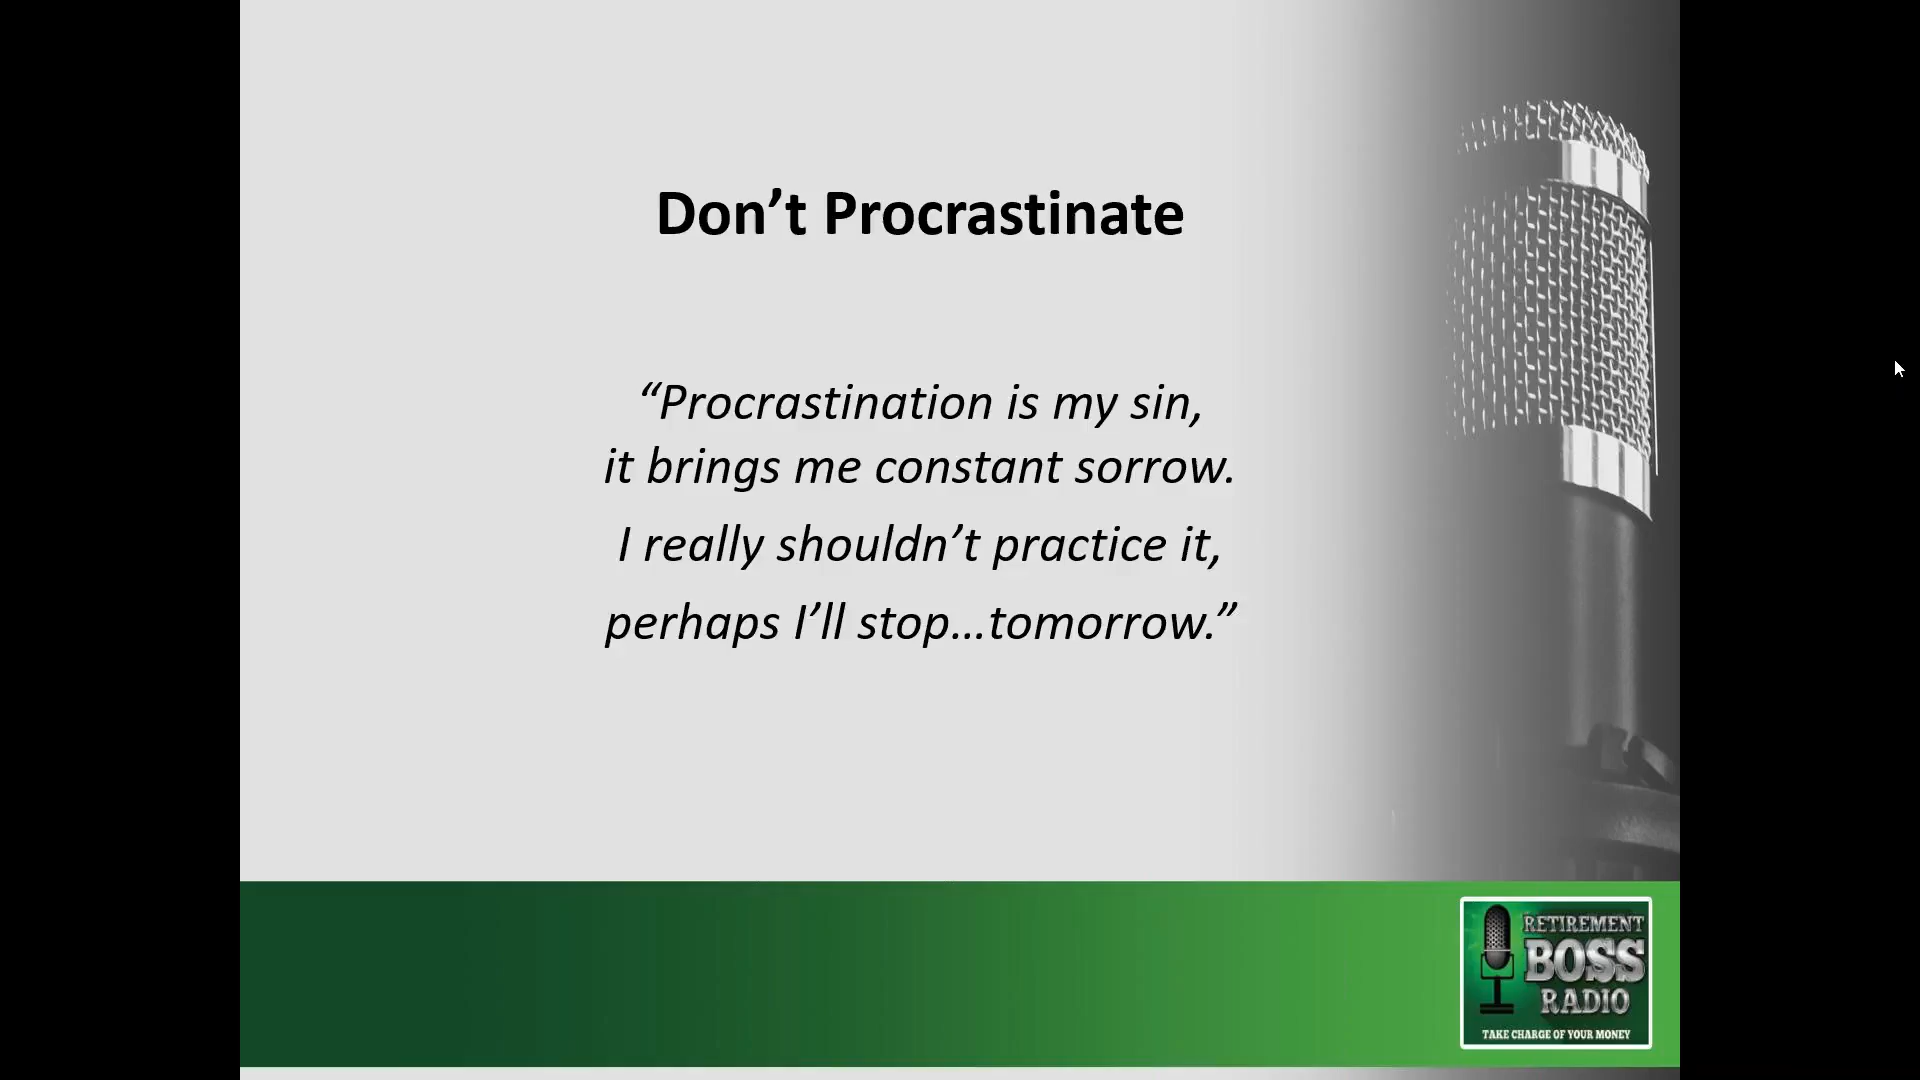 Don’t Procrastinate
“Procrastination is my sin,
it brings me constant sorrow.
I really shouldn’t practice it,
perhaps I’ll stop…tomorrow.”
RETIREMENT
BOSS
RADIO
TAKE CHARGE OF YOUR MONEY